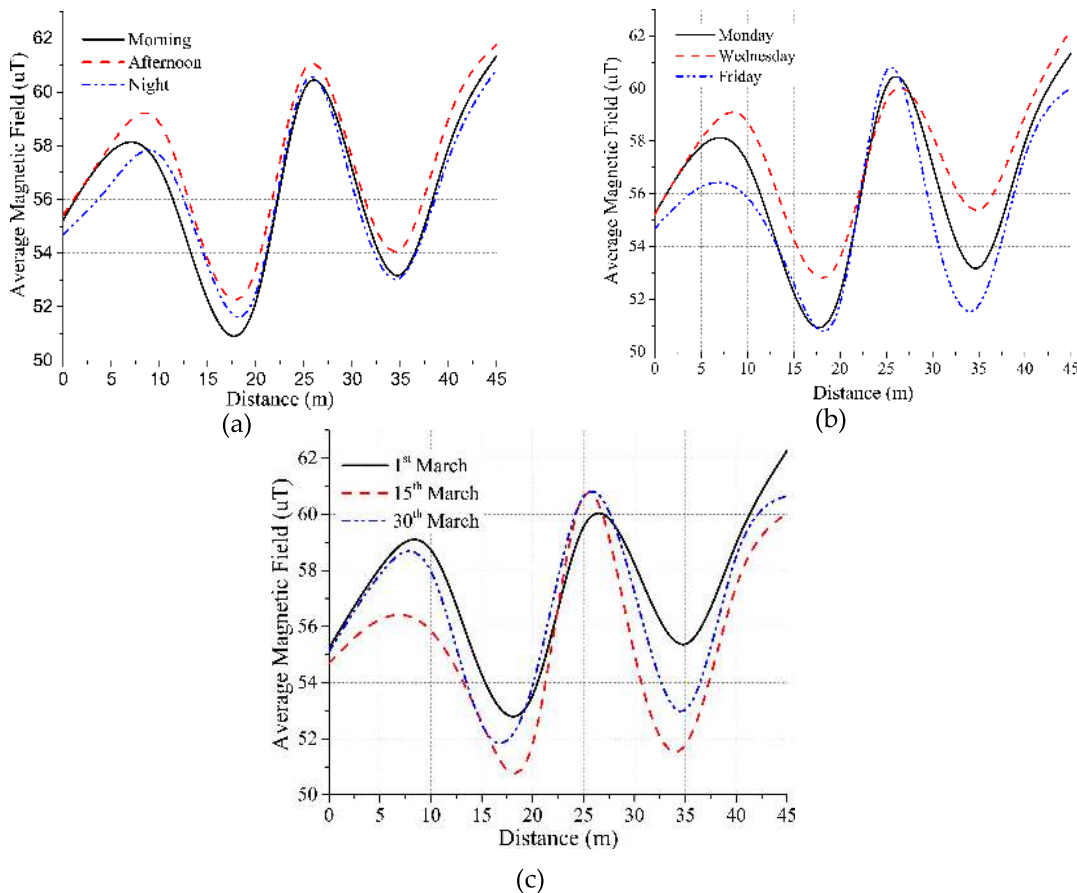 Average Magnetic Field (uT)
62
60
58
56
54
52
50
Morning
Afternoon
Night
0 5 10 15 20 25 30 35 40 45
Distance (m)
(a)
Average Magnetic Field (uT)
62
60
58
56
54
52
50
Monday
Wednesday
Friday
0 5 10 15 20 25 30 35 40 45
Distance (m)
(b)
Average Magnetic Field (uT)
62
60
58
56
54
52
51
50
1st March
15th March
30th March
0 5 10 15 20 25 30 35 40 45
Distance (m)
(c)